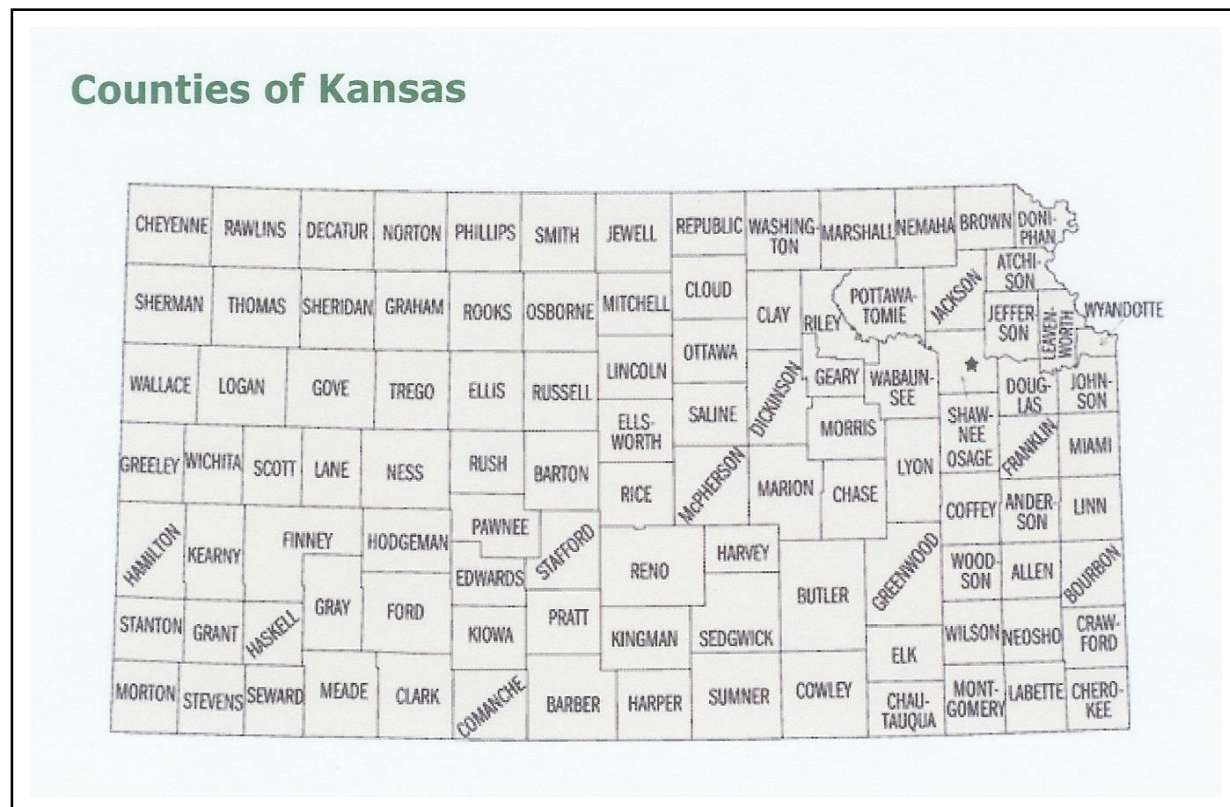 Counties of Kansas
CHEYENNE
RAWLINS
DECATUR
NORTON
PHILLIPS
SMITH
JEWELL
REPUBLIC
WASHING-
TON
MARSHALL
NEMAHA
BROWN
DONI-
PHAN
SHERMAN
THOMAS
SHERIDAN
GRAHAM
ROOKS
OSBORNE
MITCHELL
CLOUD
CLAY
RILEY
POTTAWA-
TOMIE
JACKSON
ATCHI-
SON
JEFFER-
SON
LEAVEN-
WORTH
WYANDOTTE
WALLACE
LOGAN
GOVE
TREGO
ELLIS
RUSSELL
LINCOLN
OTTAWA
SALINE
DICKINSON
GEARY
WABAUN-
SEE
SHAW-
NEE
DOUG-
LAS
JOHN-
SON
ELLS-
WORTH
MORRIS
GREELEY
WICHITA
SCOTT
LANE
NESS
RUSH
BARTON
RICE
McPHERSON
MARION
CHASE
LYON
OSAGE
FRANKLIN
MIAMI
HAMILTON
KEARNY
FINNEY
HODGEMAN
PAWNEE
STAFFORD
EDWARDS
RENO
HARVEY
BUTLER
GREENWOOD
COFFEY
ANDER-
SON
LINN
WOOD-
SON
ALLEN
BOURBON
STANTON
GRANT
HASKELL
GRAY
FORD
KIOWA
PRATT
KINGMAN
SEDGWICK
ELK
WILSON
NEOSHO
CRAW-
FORD
MORTON
STEVENS
SEWARD
MEADE
CLARK
COMANCHE
BARBER
HARPER
SUMNER
COWLEY
CHAU-
TAUQUA
MONT-
GOMERY
LABETTE
CHERO-
KEE